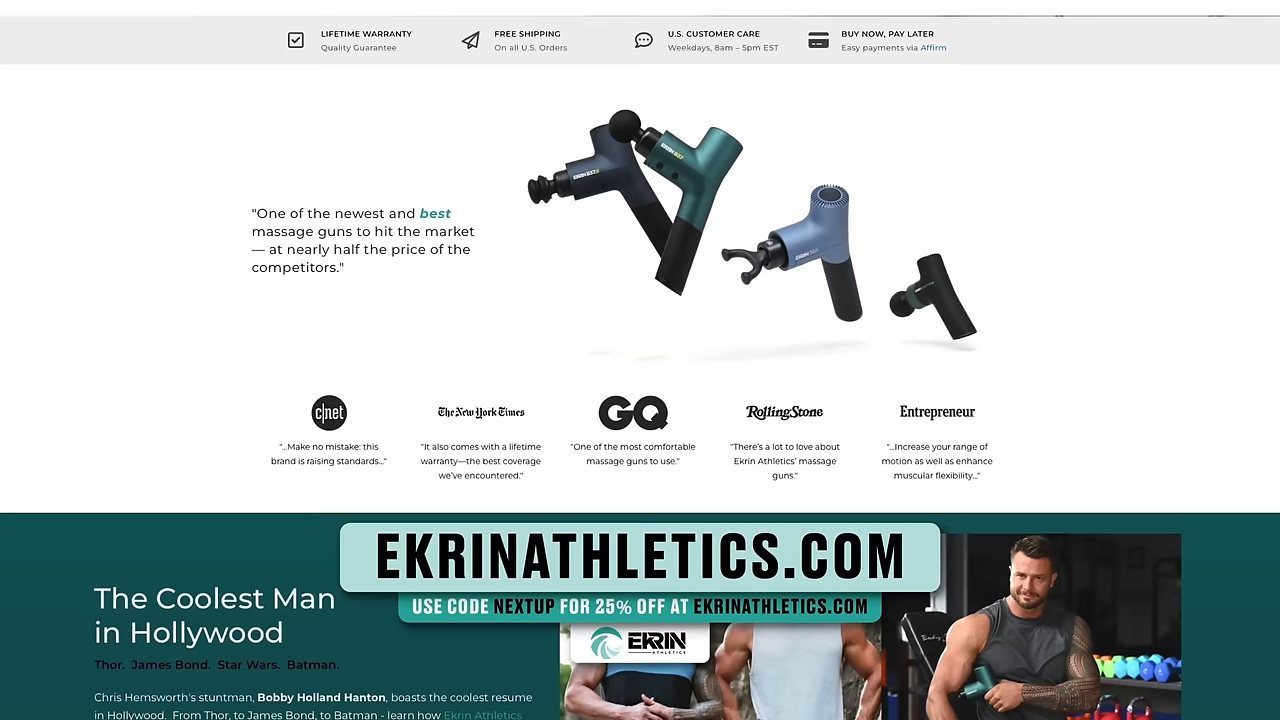 LIFETIME WARRANTY
Quality Guarantee
FREE SHIPPING
On all U.S. Orders
U.S. CUSTOMER CARE
Weekdays, 8am – 5pm EST
BUY NOW, PAY LATER
Easy payments via Affirm
"One of the newest and best
massage guns to hit the market
— at nearly half the price of the
competitors."
EKRIN B37S
EKRIN B37
c|net
The New York Times
GQ
RollingStone
Entrepreneur
"...Make no mistake: this
brand is raising standards..."
"It also comes with a lifetime
warranty—the best coverage
we've encountered."
"One of the most comfortable
massage guns to use."
"There's a lot to love about
Ekrin Athletics' massage
guns."
"...Increase your range of
motion as well as enhance
muscular flexibility..."
EKRINATHLETICS.COM
USE CODE NEXTUP FOR 25% OFF AT EKRINATHLETICS.COM
EKRIN
ATHLETICS
The Coolest Man
in Hollywood
Thor. James Bond. Star Wars. Batman.
Chris Hemsworth's stuntman, Bobby Holland Hanton, boasts the coolest resume
in Hollywood. From Thor, to James Bond, to Batman - learn how Ekrin Athletics